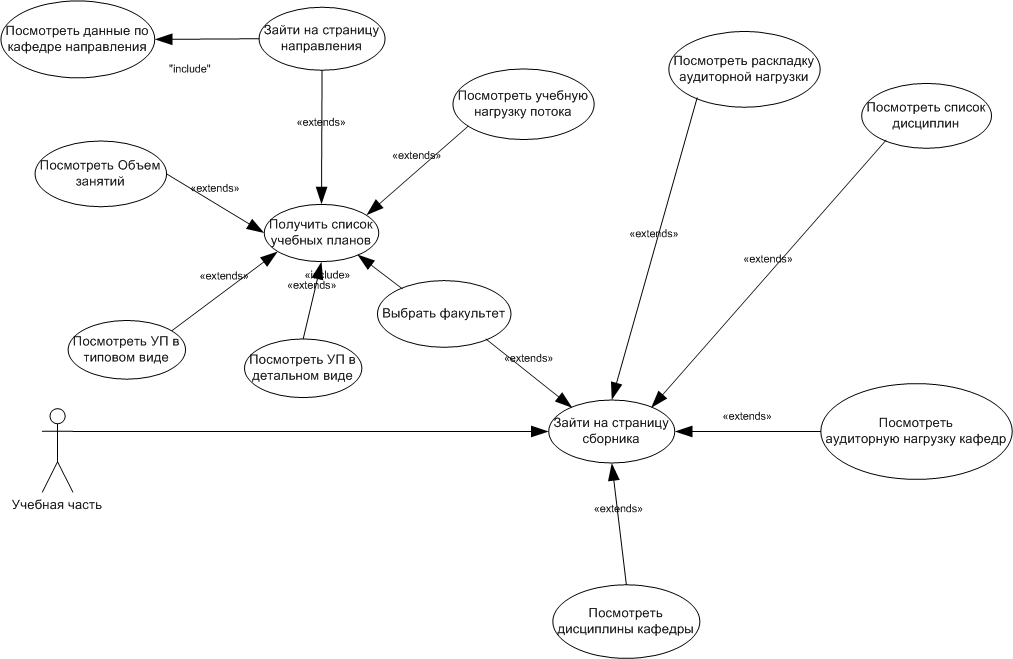 Посмотреть данные по
кафедре направления
"include"
Зайти на страницу
направления
«extends»
Посмотреть учебную
нагрузку потока
«extends»
Посмотреть раскладку
аудиторной нагрузки
«extends»
Посмотреть список
дисциплин
«extends»
Посмотреть Объем
занятий
«extends»
Получить список
учебных планов
«extends»
«include»
«extends»
Выбрать факультет
«extends»
Посмотреть УП в
типовом виде
Посмотреть УП в
детальном виде
Зайти на страницу
сборника
«extends»
Посмотреть
аудиторную нагрузку кафедр
Учебная часть
«extends»
Посмотреть
дисциплины кафедры